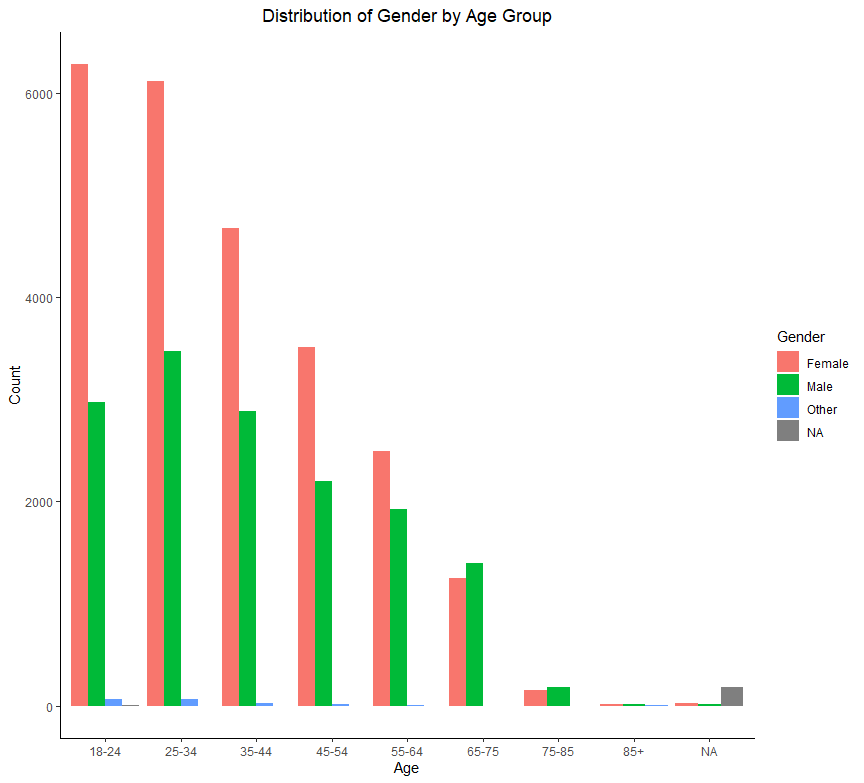 Distribution of Gender by Age Group
Count
6000
4000
2000
0
18-24 25-34 35-44 45-54 55-64 65-75 75-85 85+ NA
Age
Gender
Female
Male
Other
NA